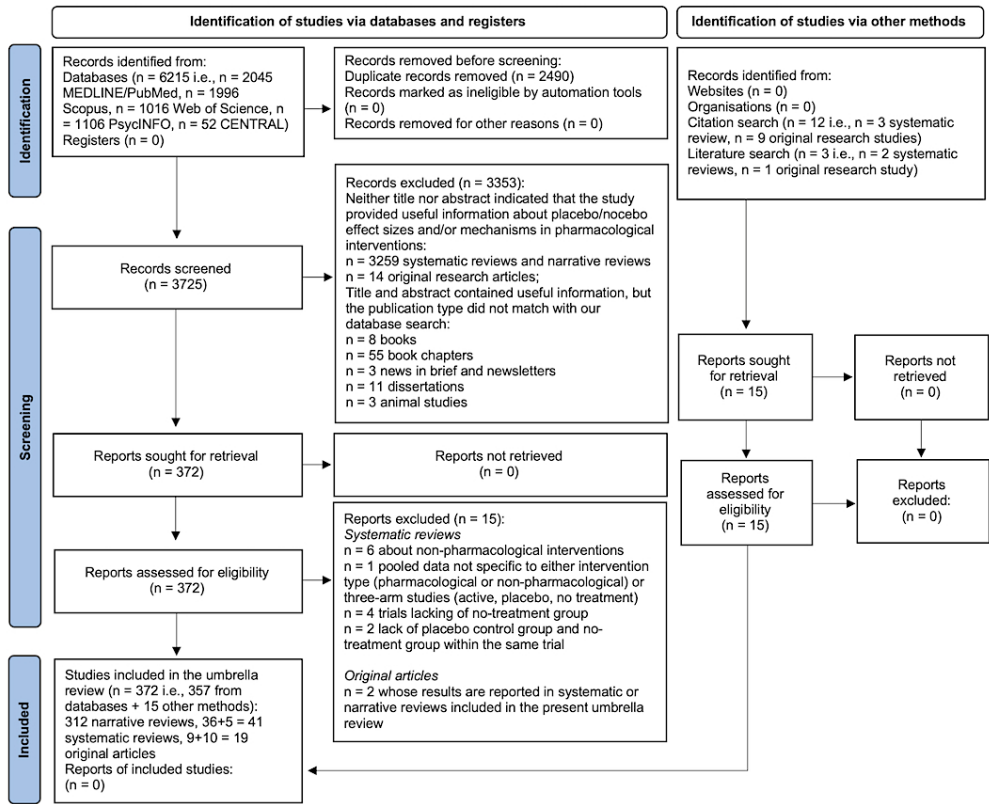 Identification of studies via databases and registers
Identification of studies via other methods
Identification
Records identified from:
Databases (n = 6215 i.e., n = 2045
MEDLINE/PubMed, n = 1996
Scopus, n = 1016 Web of Science, n
= 1106 PsycINFO, n = 52 CENTRAL)
Registers (n = 0)
Records removed before screening:
Duplicate records removed (n = 2490)
Records marked as ineligible by automation tools
(n = 0)
Records removed for other reasons (n = 0)
Records identified from:
Websites (n = 0)
Organisations (n = 0)
Citation search (n = 12 i.e., n = 3 systematic
review, n = 9 original research studies)
Literature search (n = 3 i.e., n = 2 systematic
reviews, n = 1 original research study)
Screening
Records screened
(n = 3725)
Records excluded (n = 3353):
Neither title nor abstract indicated that the study
provided useful information about placebo/nocebo
effect sizes and/or mechanisms in pharmacological
interventions:
n = 3259 systematic reviews and narrative reviews
n = 14 original research articles;
Title and abstract contained useful information, but
the publication type did not match with our
database search:
n = 8 books
n = 55 book chapters
n = 3 news in brief and newsletters
n = 11 dissertations
n = 3 animal studies
Reports sought
for retrieval
(n = 15)
Reports not
retrieved
(n = 0)
Reports sought for retrieval
(n = 372)
Reports not retrieved
(n = 0)
Reports
assessed for
eligibility
(n = 15)
Reports
excluded:
(n = 0)
Reports assessed for eligibility
(n = 372)
Reports excluded (n = 15):
Systematic reviews
n = 6 about non-pharmacological interventions
n = 1 pooled data not specific to either intervention
type (pharmacological or non-pharmacological) or
three-arm studies (active, placebo, no treatment)
n = 4 trials lacking of no-treatment group
n = 2 lack of placebo control group and no-
treatment group within the same trial
Original articles
n = 2 whose results are reported in systematic or
narrative reviews included in the present umbrella
review
Included
Studies included in the umbrella
review (n = 372 i.e., 357 from
databases + 15 other methods):
312 narrative reviews, 36+5 = 41
systematic reviews, 9+10 = 19
original articles
Reports of included studies:
(n = 0)